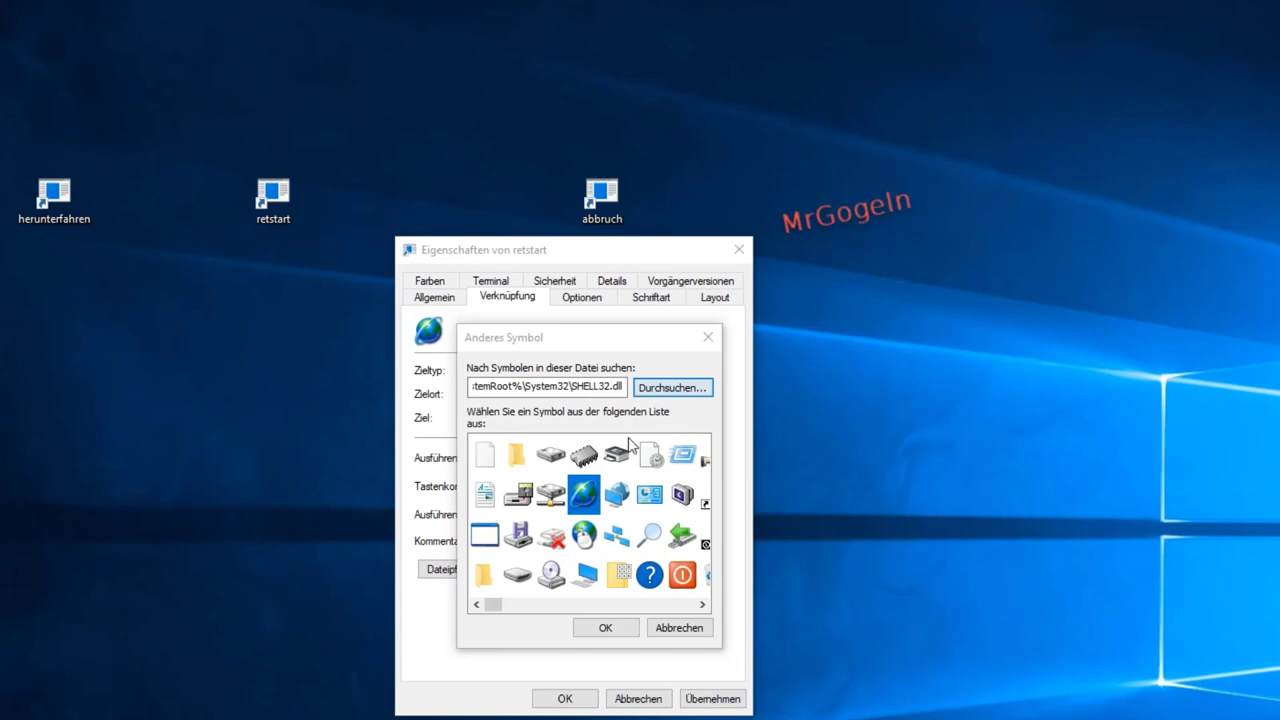 herunterfahren
retstart
abbruch
MrGogeln
Eigenschaften von retstart
Farben Terminal Sicherheit Details Vorgängerversionen
Allgemein Verknüpfung Optionen Schriftart Layout
Anderes Symbol
Zieltyp:
Zielort:
Ziel:
Ausführen
Tastenko
Ausführen
Kommenta
Dateipf
Nach Symbolen in dieser Datei suchen:
temRoot%\System32\SHELL32.dll
Durchsuchen...
Wählen Sie ein Symbol aus der folgenden Liste
aus:
OK Abbrechen
OK Abbrechen Übernehmen